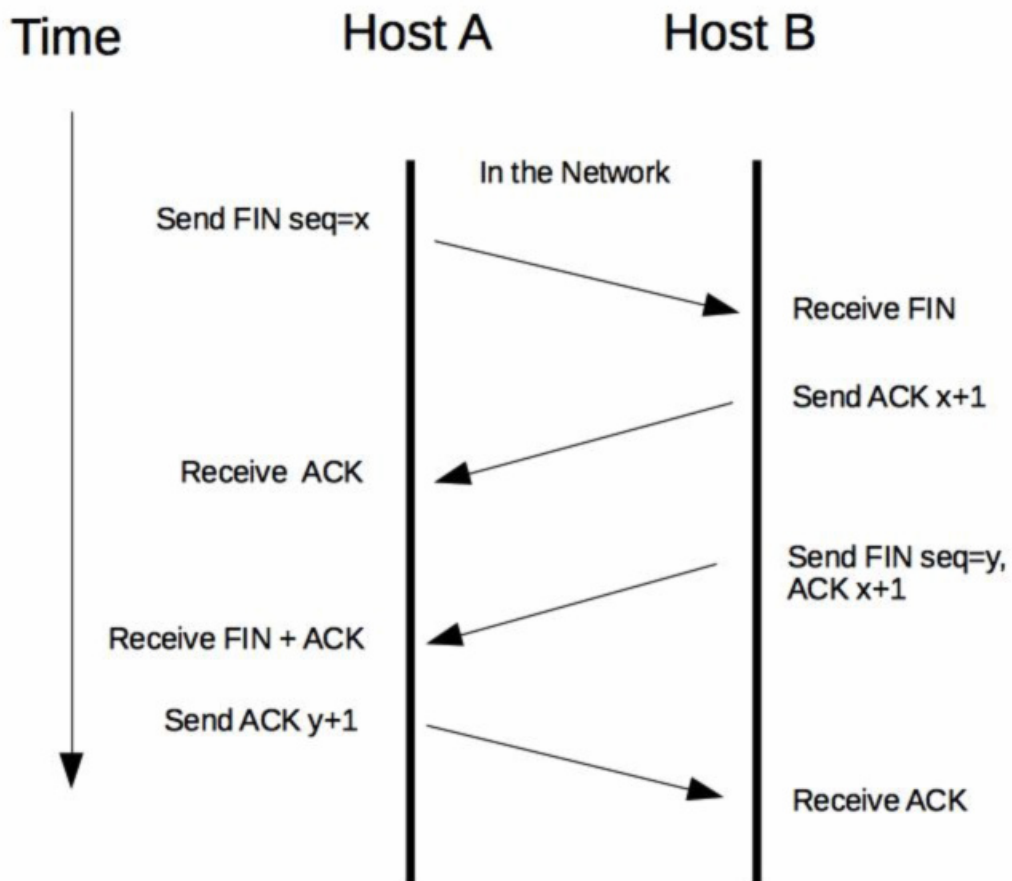 Time
Host A
Host B
In the Network
Send FIN seq=x
Receive FIN
Send ACK x+1
Receive ACK
Send FIN seq=y,
ACK x+1
Receive FIN + ACK
Send ACK y+1
Receive ACK